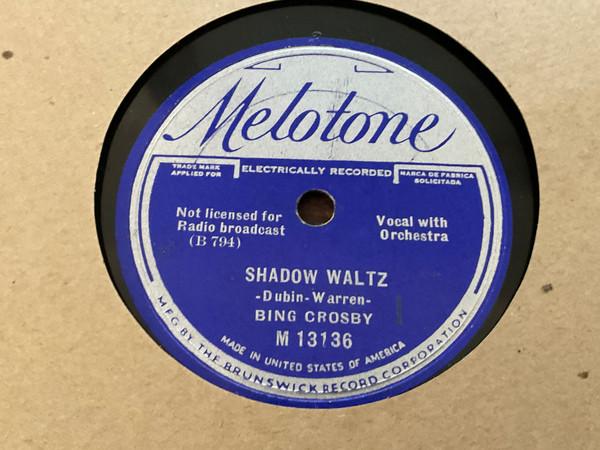 Melotone
TRADE MARK
APPLIED FOR
ELECTRICALLY RECORDED
MARCA DE FABRICA
SOLICITADA
Not licensed for
Radio broadcast
(B 794)
Vocal with
Orchestra
SHADOW WALTZ
-Dubin-Warren-
BING CROSBY
M 13136
MADE IN UNITED STATES OF AMERICA
MFG BY THE BRUNSWICK RECORD CORPORATION